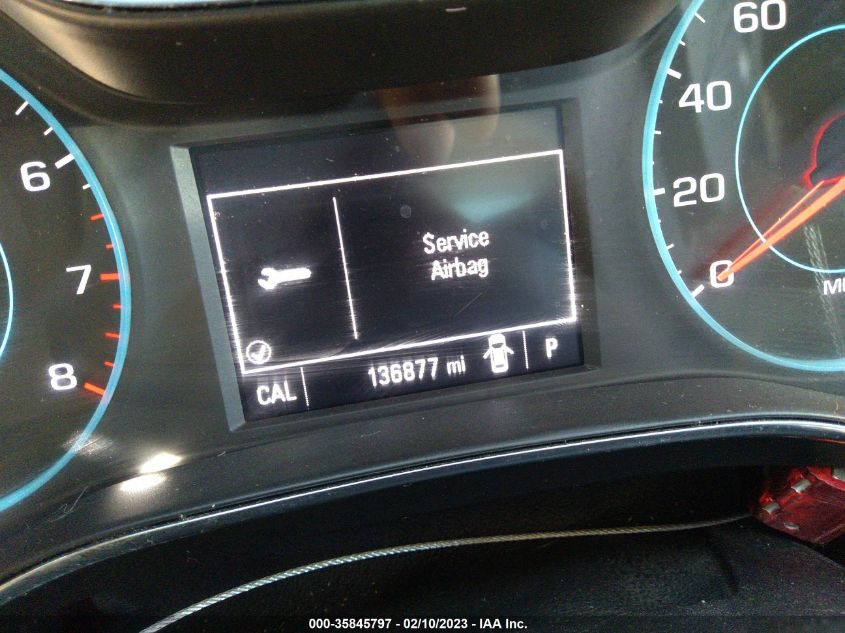 60
40
20
0
MP
6
7
8
Service
Airbag
CAL
136877 mi
P
000-35845797 - 02/10/2023 - IAA Inc.